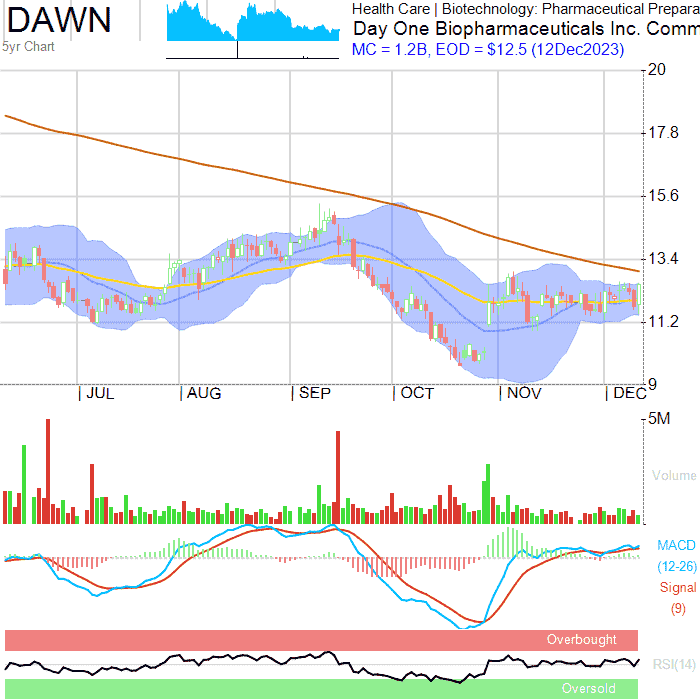 DAWN
5yr Chart
Health Care | Biotechnology: Pharmaceutical Prepara
Day One Biopharmaceuticals Inc. Comm
MC = 1.2B, EOD = $12.5 (12Dec2023)
20
17.8
15.6
13.4
11.2
9
| JUL | AUG | SEP | OCT | NOV | DEC
5M
Volume
MACD
(12-26)
Signal
(9)
Overbought
RSI(14)
Oversold